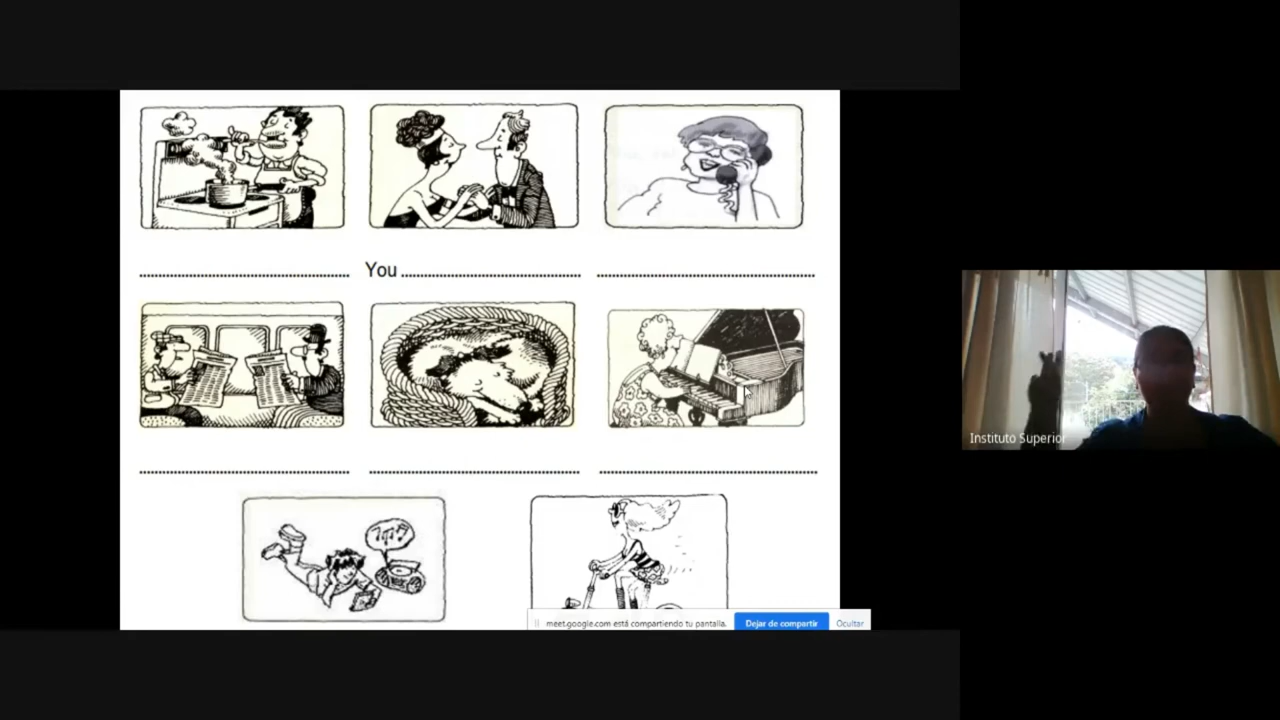 You
Instituto Superior
meet.google.com está compartiendo tu pantalla.
Dejar de compartir
Ocultar